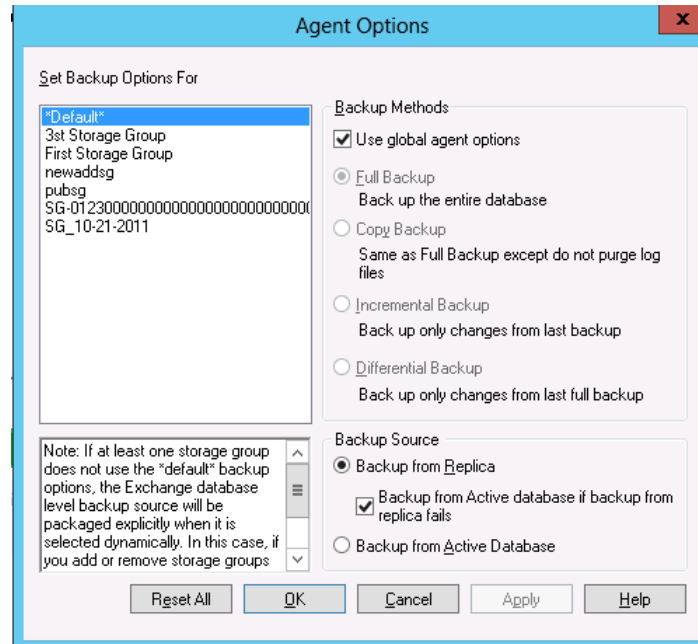 Agent Options
x
Set Backup Options For
*Default*
3st Storage Group
First Storage Group
newaddsg
pubsg
SG_10-21-2011
Note: If at least one storage group
does not use the *default* backup
options, the Exchange database
level backup source will be
packaged explicitly when it is
selected dynamically. In this case, if
you add or remove storage groups
Backup Methods
Use global agent options
Full Backup
Back up the entire database
Copy Backup
Same as Full Backup except do not purge log
files
Incremental Backup
Back up only changes from last backup
Differential Backup
Back up only changes from last full backup
Backup Source
Backup from Replica
Backup from Active database if backup from
replica fails
Backup from Active Database
Reset All
OK
Cancel
Apply
Help